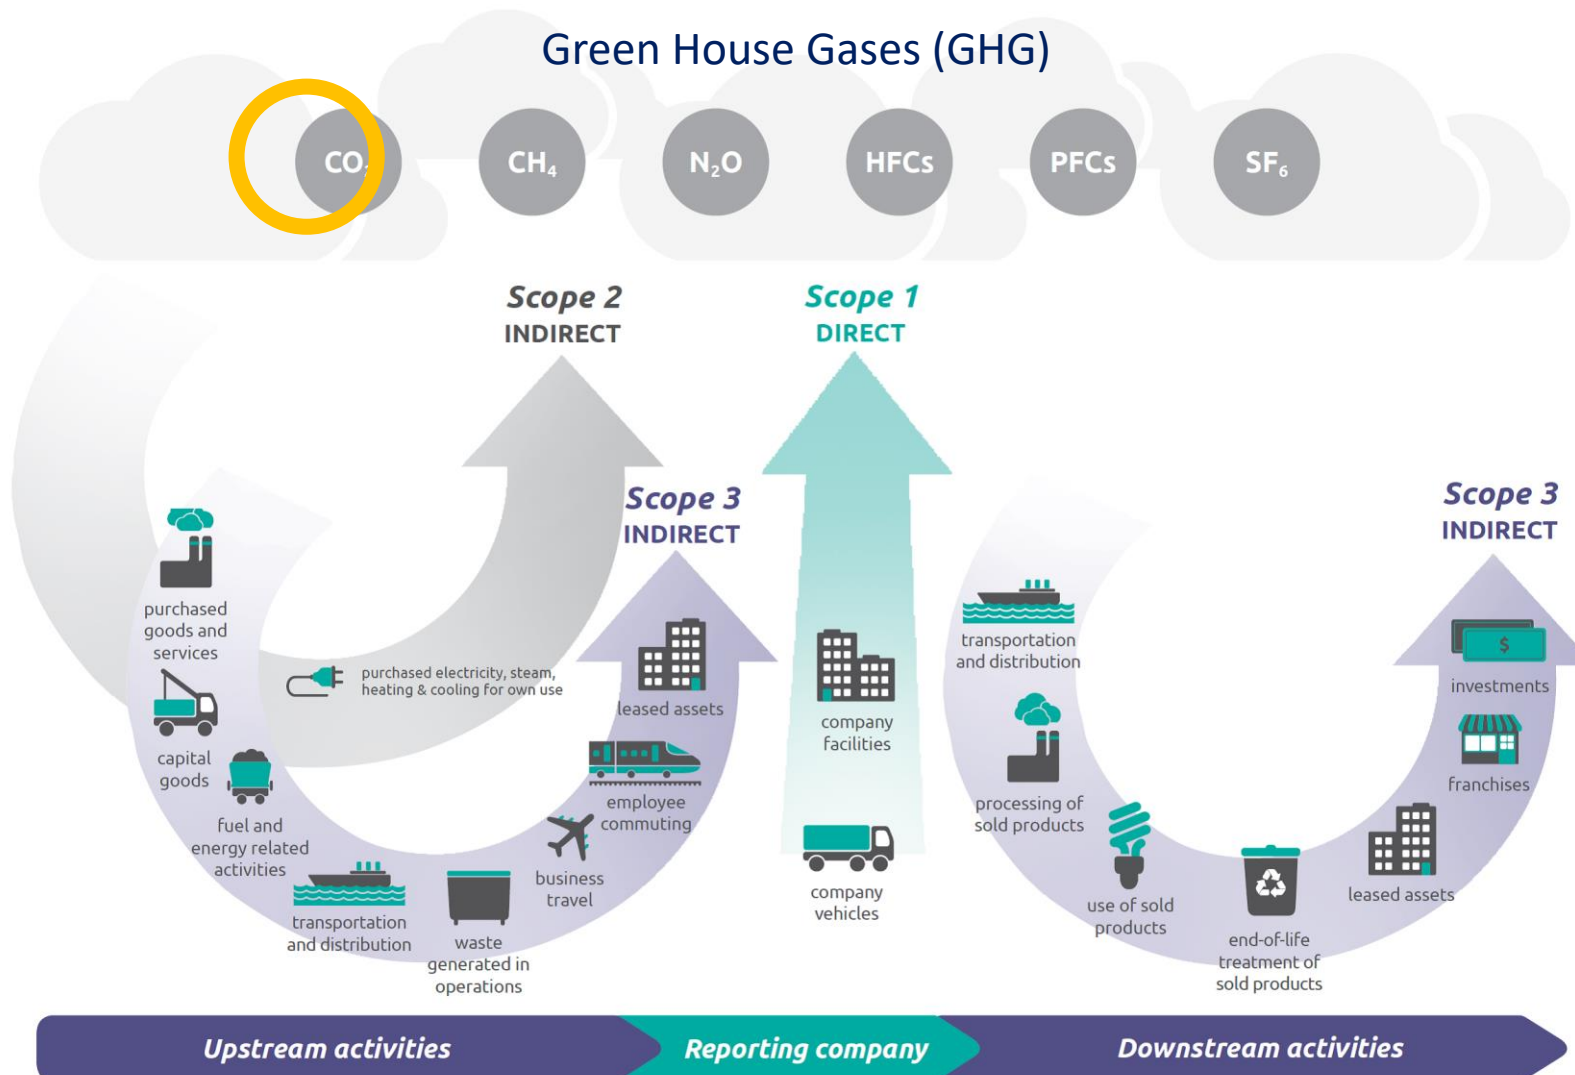 Green House Gases (GHG)
CO₂
CH₄
N₂O
HFCs
PFCs
SF₆
Scope 2
INDIRECT
Scope 1
DIRECT
Scope 3
INDIRECT
Scope 3
INDIRECT
purchased
goods and
services
capital
goods
fuel and
energy related
activities
transportation
and distribution
waste
generated in
operations
business
travel
employee
commuting
leased assets
purchased electricity, steam,
heating & cooling for own use
company
facilities
company
vehicles
transportation
and distribution
processing of
sold products
use of sold
products
end-of-life
treatment of
sold products
leased assets
franchises
$
investments
Upstream activities
Reporting company
Downstream activities